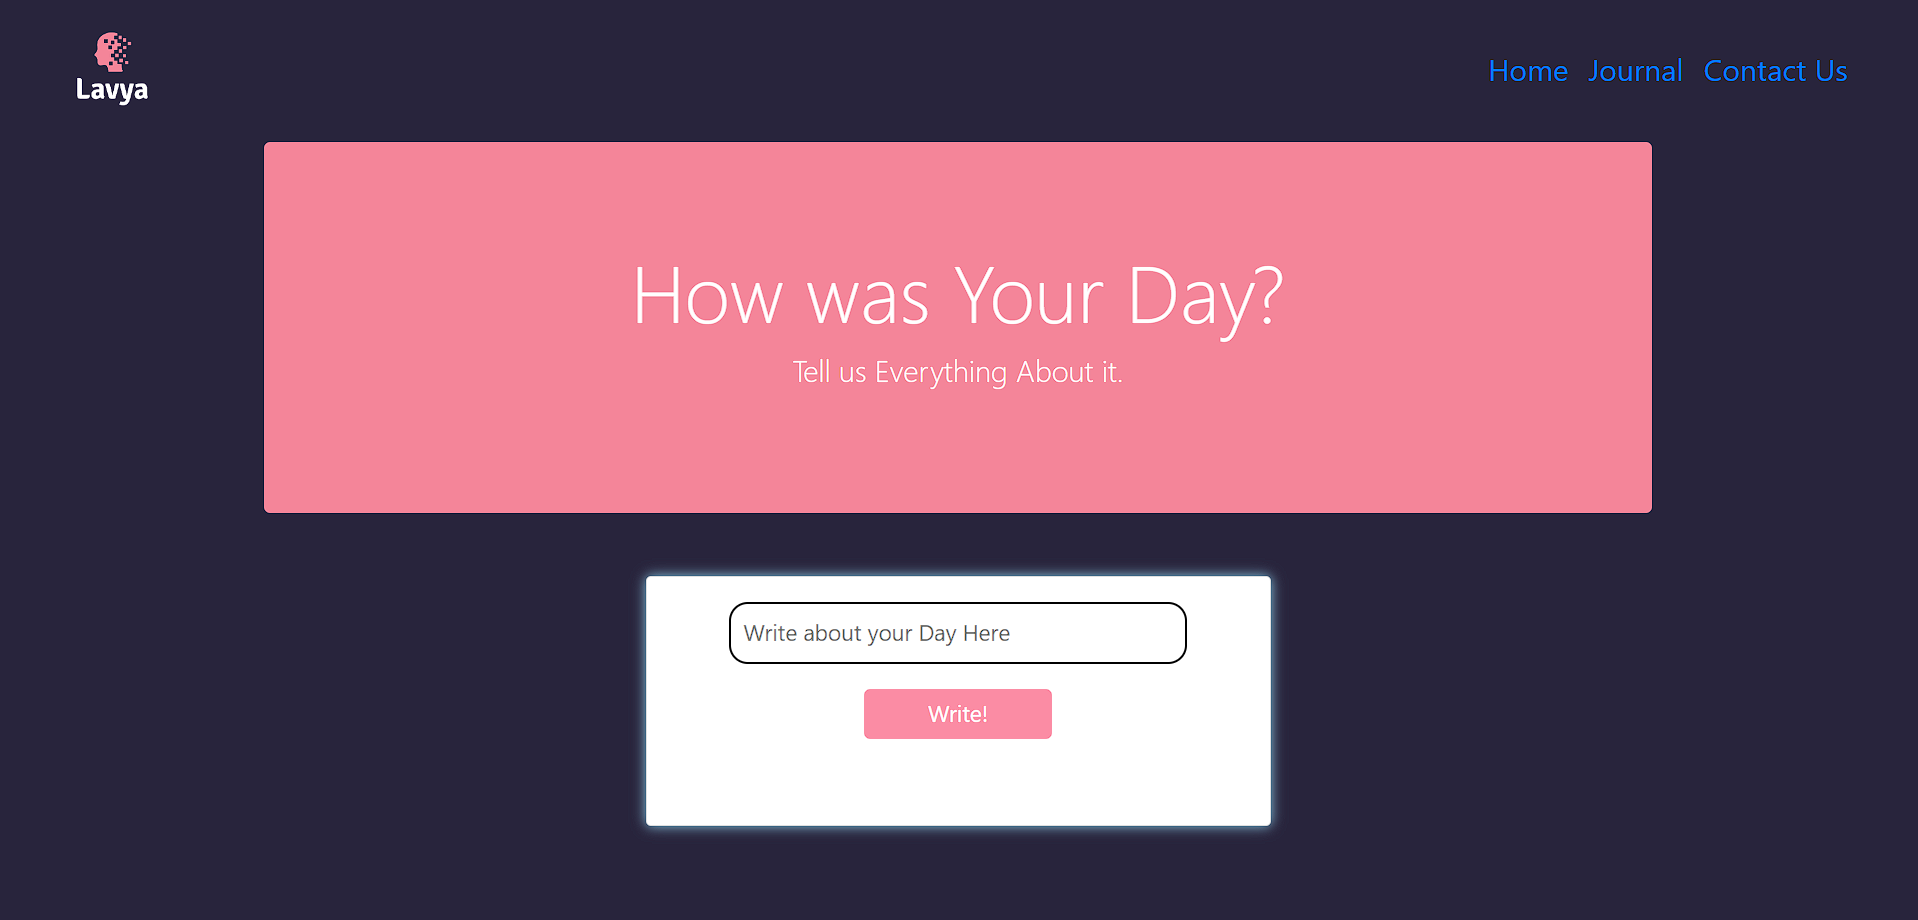 Lavya
Home Journal Contact Us
How was Your Day?
Tell us Everything About it.
Write about your Day Here
Write!